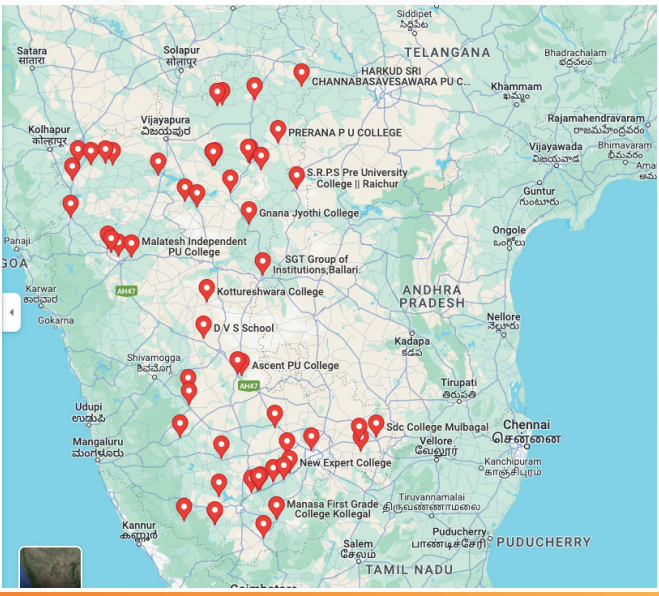 Siddipet
సిద్దిపేట
Satara
सातारा
Solapur
सोलापूर
TELANGANA
Bhadrachalam
భద్రాచలం
HARKUD SRI
CHANNABASAVESAWARA PU C...
Khammam
ఖమ్మం
Rajamahendravaram
రాజమహేంద్రవరం
Kolhapur
कोल्हापूर
Vijayapura
ವಿಜಯಪುರ
PRERANA P U COLLEGE
Vijayawada
విజయవాడ
Bhimavaram
భీమవరం
S.R.P.S Pre University
College || Raichur
Guntur
గుంటూరు
Gnana Jyothi College
Ongole
ఒంగోలు
Panaji
GOA
Malatesh Independent
PU College
SGT Group of
Institutions,Ballari.
Karwar
ಕಾರವಾರ
AH47
Kottureshwara College
ANDHRA
PRADESH
Gokarna
D V S School
Nellore
నెల్లూరు
Kadapa
కడప
Shivamogga
ಶಿವಮೊಗ್ಗ
Ascent PU College
AH47
Tirupati
తిరుపతి
Udupi
ಉಡುಪಿ
Sdc College Mulbagal
Chennai
சென்னை
Mangaluru
ಮಂಗಳೂರು
Vellore
வேலூர்
New Expert College
Kanchipuram
காஞ்சிபுரம்
Manasa First Grade
College Kollegal
Tiruvannamalai
திருவண்ணாமலை
Kannur
കണ്ണൂർ
Puducherry
பாண்டிச்சேரி
PUDUCHERRY
Salem
சேலம்
TAMIL NADU